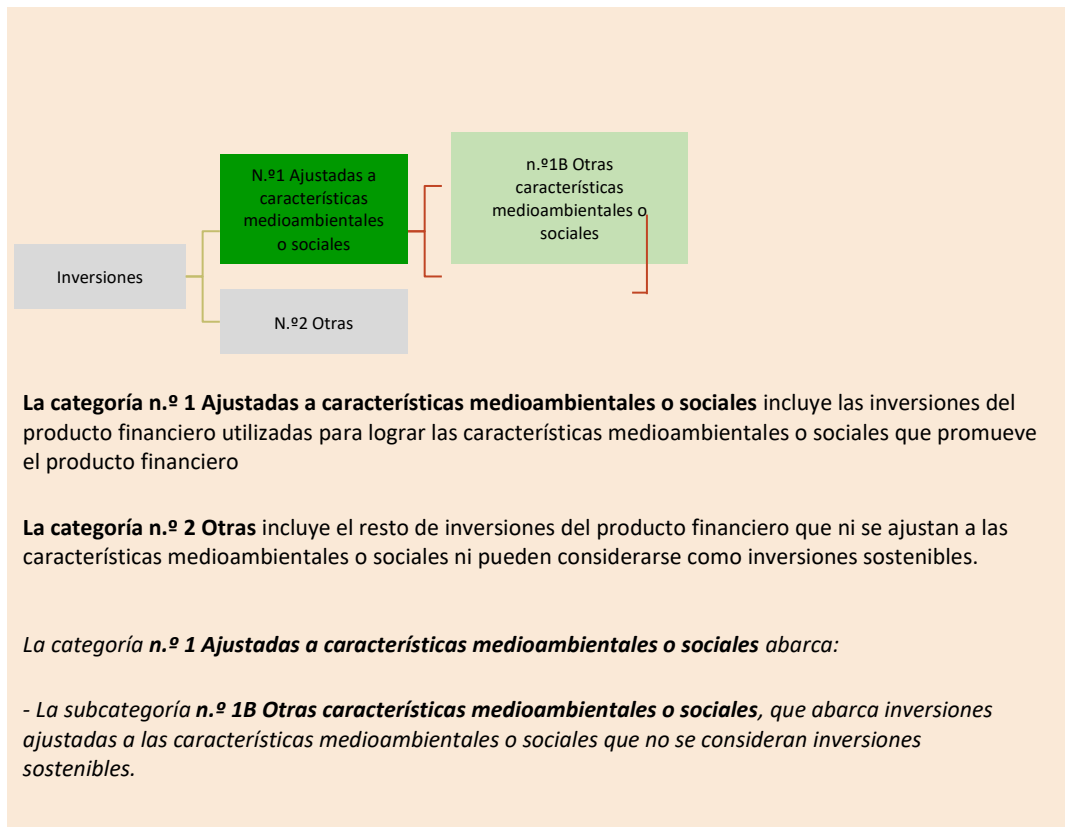 N.º1 Ajustadas a
características
medioambientales
o sociales
n.º1B Otras
características
medioambientales o
sociales
Inversiones
N.º2 Otras
La categoría n.º 1 Ajustadas a características medioambientales o sociales incluye las inversiones del
producto financiero utilizadas para lograr las características medioambientales o sociales que promueve
el producto financiero
La categoría n.º 2 Otras incluye el resto de inversiones del producto financiero que ni se ajustan a las
características medioambientales o sociales ni pueden considerarse como inversiones sostenibles.
La categoría n.º 1 Ajustadas a características medioambientales o sociales abarca:
- La subcategoría n.º 1B Otras características medioambientales o sociales, que abarca inversiones
ajustadas a las características medioambientales o sociales que no se consideran inversiones
sostenibles.